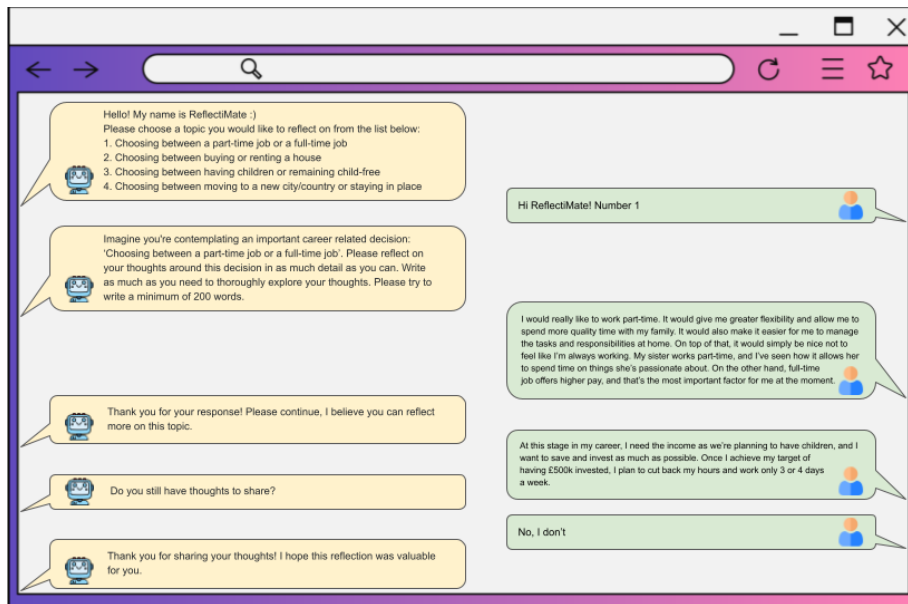 Hello! My name is ReflectiMate :)
Please choose a topic you would like to reflect on from the list below:
1. Choosing between a part-time job or a full-time job
2. Choosing between buying or renting a house
3. Choosing between having children or remaining child-free
4. Choosing between moving to a new city/country or staying in place
Hi ReflectiMate! Number 1
Imagine you're contemplating an important career related decision:
‘Choosing between a part-time job or a full-time job’. Please reflect on
your thoughts around this decision in as much detail as you can. Write
as much as you need to thoroughly explore your thoughts. Please try to
write a minimum of 200 words.
I would really like to work part-time. It would give me greater flexibility and allow me to
spend more quality time with my family. It would also make it easier for me to manage
the tasks and responsibilities at home. On top of that, it would simply be nice not to
feel like I’m always working. My sister works part-time, and I’ve seen how it allows her
to spend time on things she’s passionate about. On the other hand, full-time
job offers higher pay, and that’s the most important factor for me at the moment.
Thank you for your response! Please continue, I believe you can reflect
more on this topic.
At this stage in my career, I need the income as we’re planning to have children, and I
want to save and invest as much as possible. Once I achieve my target of
having £500k invested, I plan to cut back my hours and work only 3 or 4 days
a week.
Do you still have thoughts to share?
No, I don’t
Thank you for sharing your thoughts! I hope this reflection was valuable
for you.